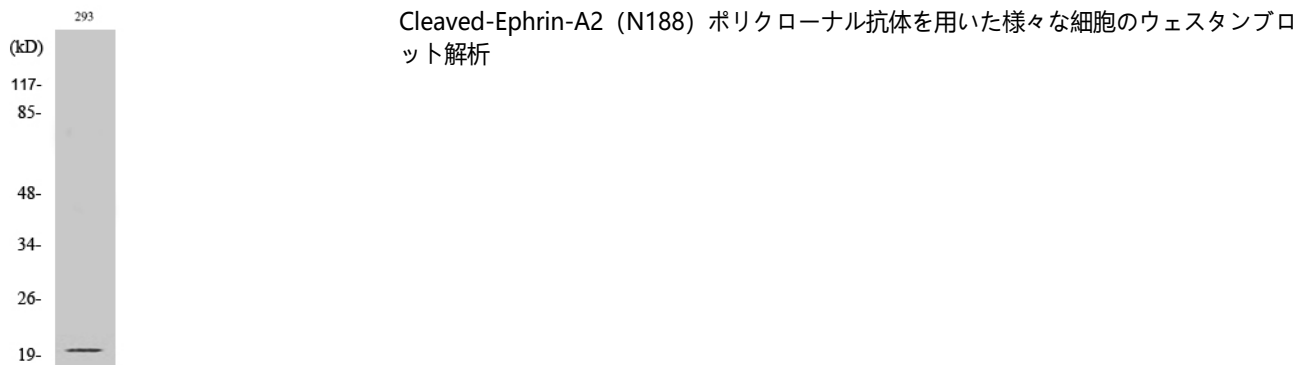 293
(kD)
117-
85-
48-
34-
26-
19-
Cleaved-Ephrin-A2（N188）ポリクローナル抗体を用いた様々な細胞のウェスタンブロ
ット解析